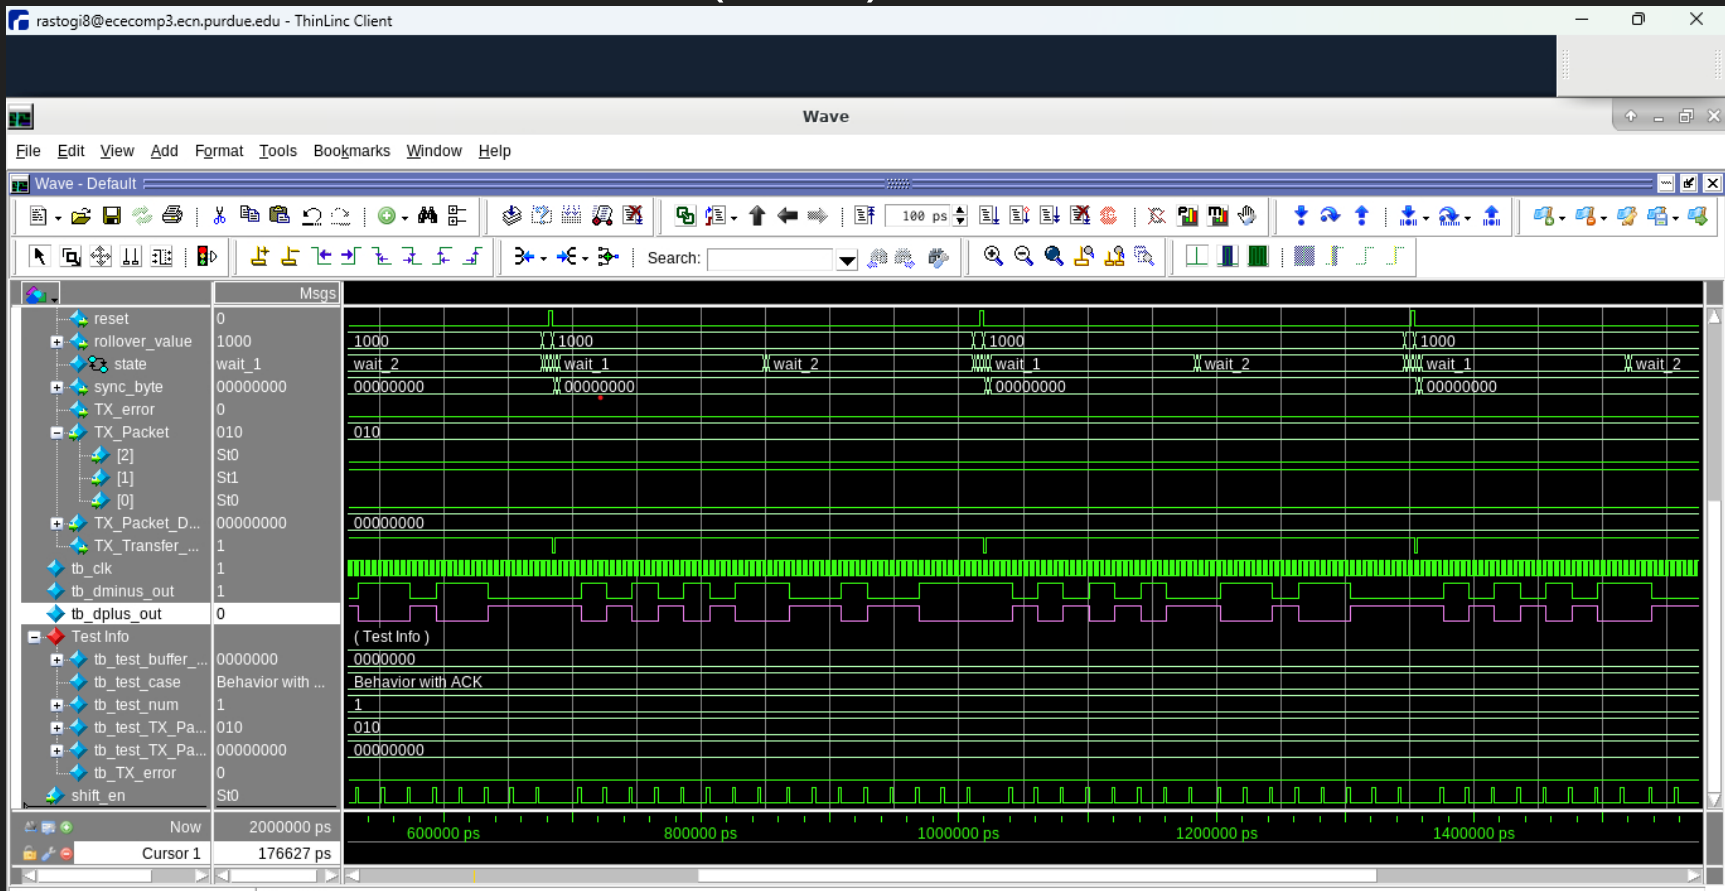 rastogi8@ececomp3.ecn.purdue.edu - ThinLinc Client
Wave
File Edit View Add Format Tools Bookmarks Window Help
Wave - Default
100 ps
Search:
Msgs
reset 0
rollover_value 1000 1000 1000 1000 1000
state wait_1 wait_2 wait_1 wait_2 wait_1 wait_2 wait_1 wait_2
sync_byte 00000000 00000000 00000000 00000000 00000000
TX_error 0
TX_Packet 010 010
[2] St0
[1] St1
[0] St0
TX_Packet_D... 00000000 00000000
TX_Transfer_... 1
tb_clk 1
tb_dminus_out 1
tb_dplus_out 0
Test Info ( Test Info )
tb_test_buffer_... 0000000 0000000
tb_test_case Behavior with ... Behavior with ACK
tb_test_num 1 1
tb_test_TX_Pa... 010 010
tb_test_TX_Pa... 00000000 00000000
tb_TX_error 0
shift_en St0
Now 2000000 ps 600000 ps 800000 ps 1000000 ps 1200000 ps 1400000 ps
Cursor 1 176627 ps